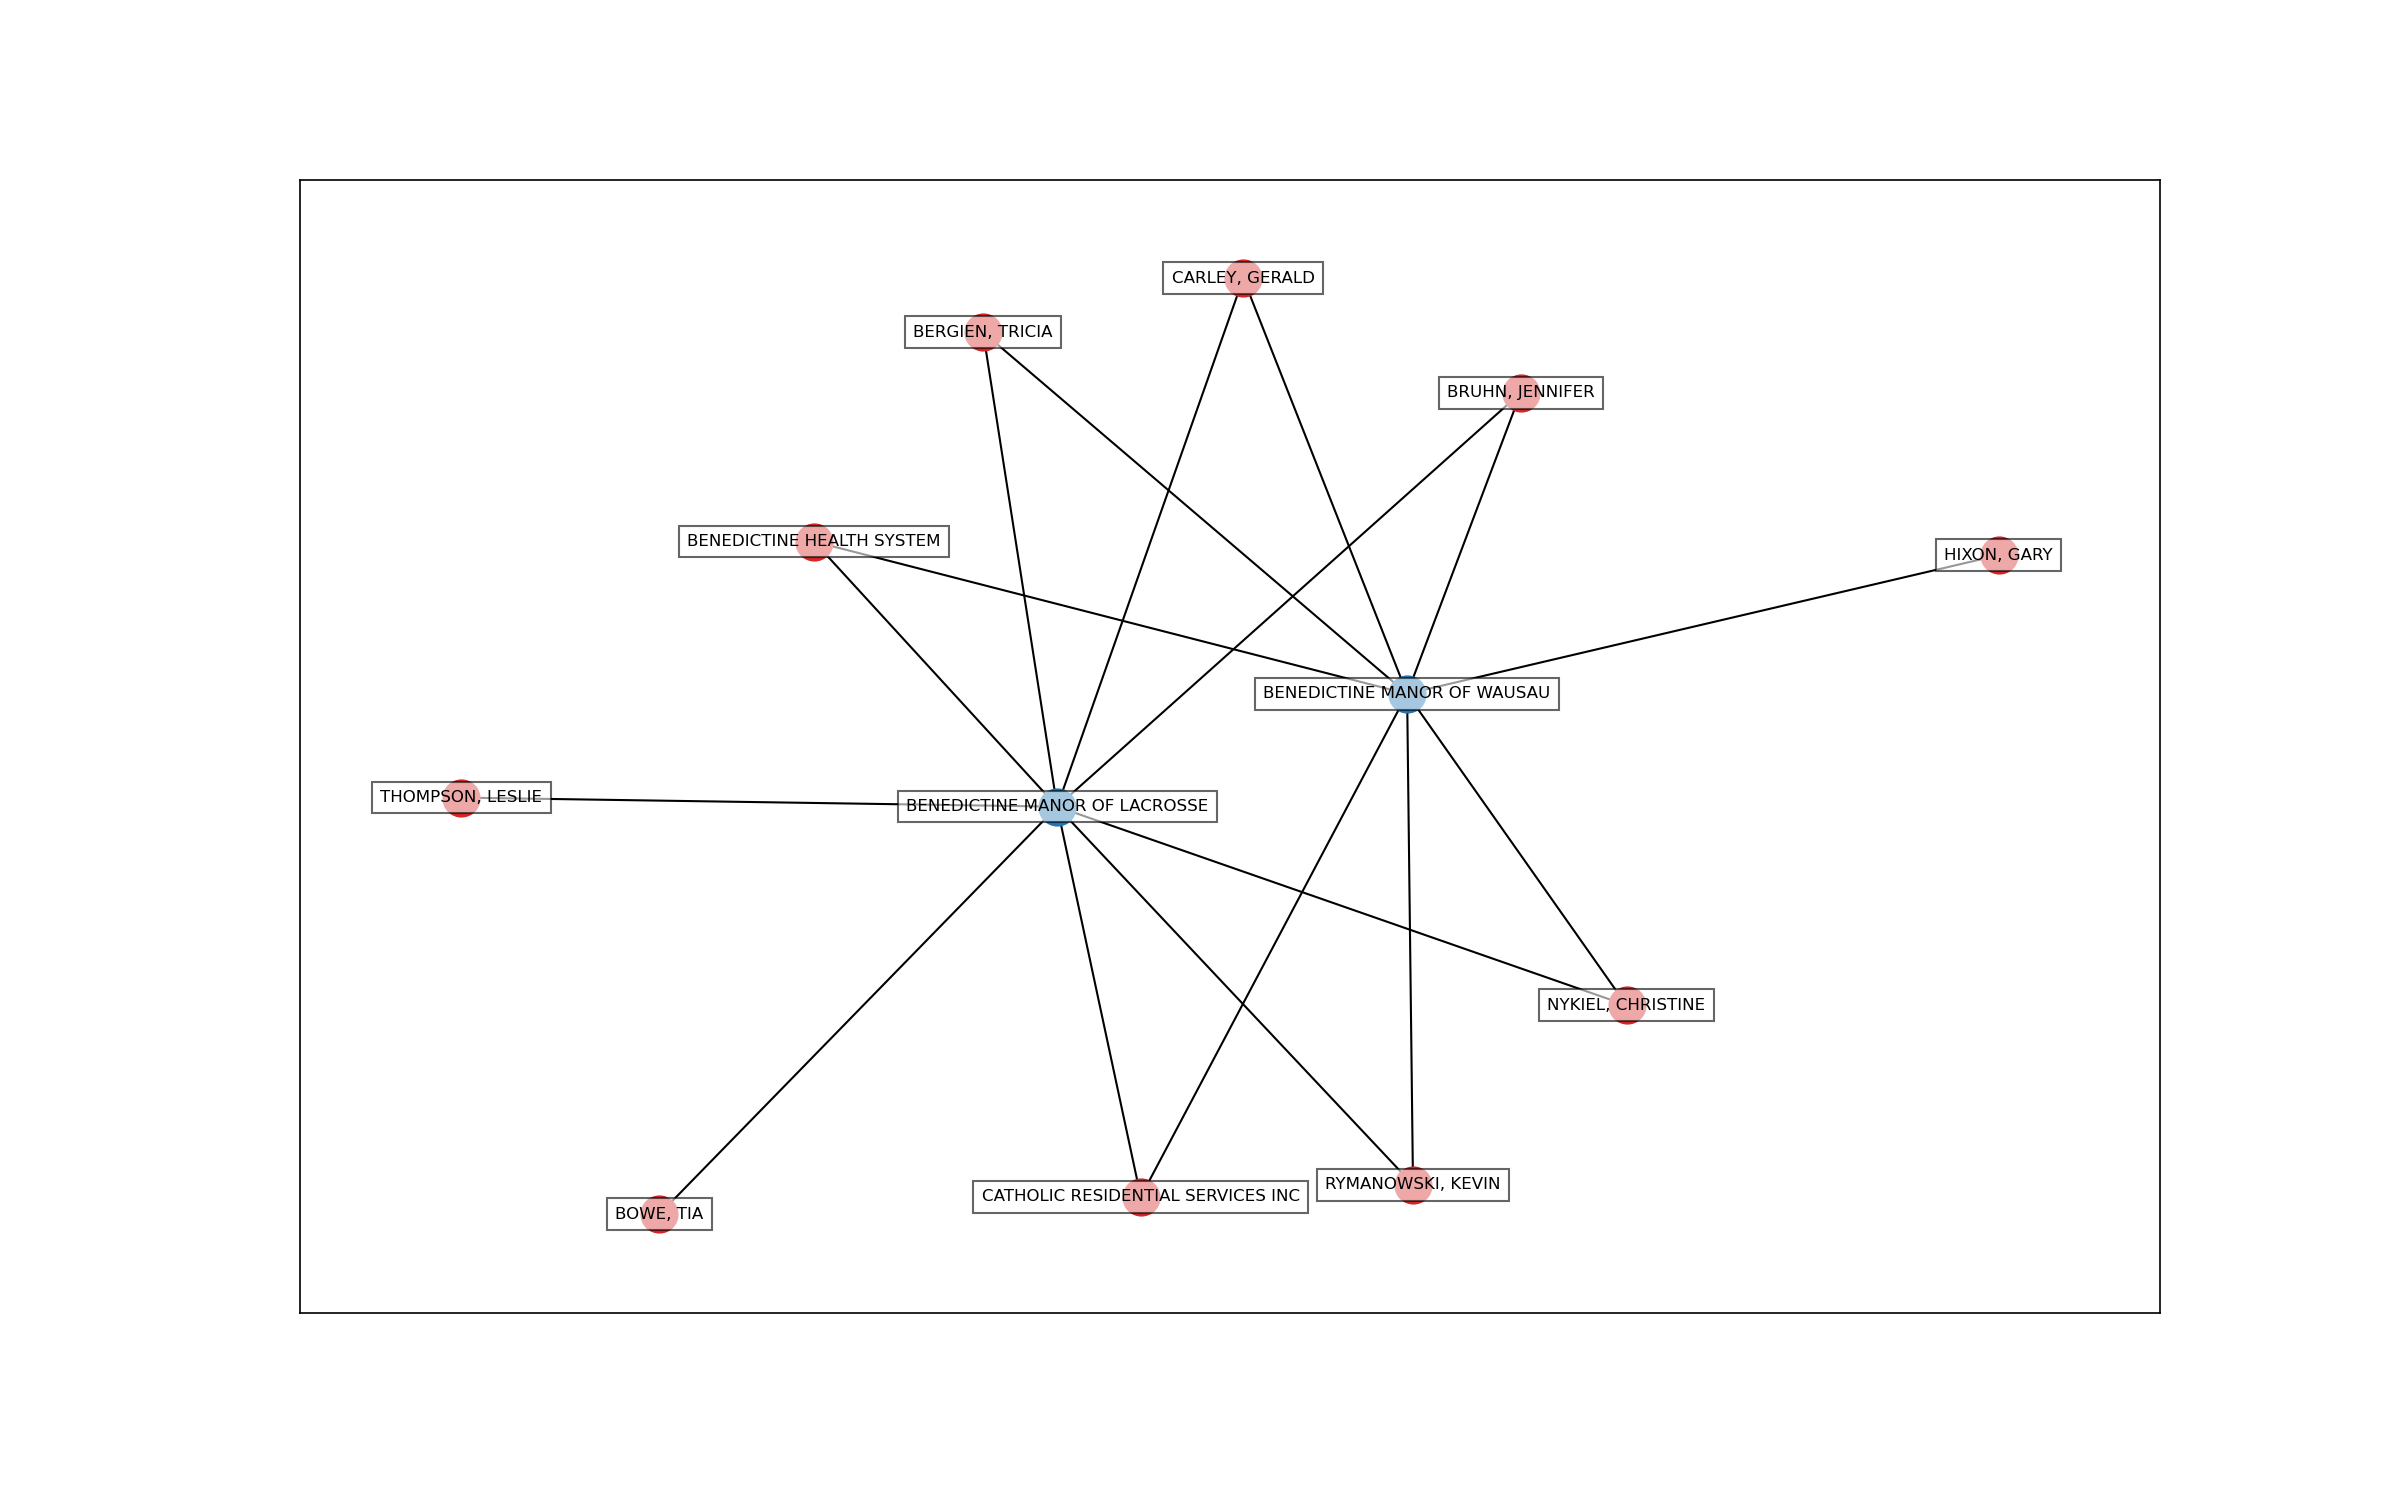 CARLEY, GERALD
BERGIEN, TRICIA
BRUHN, JENNIFER
BENEDICTINE HEALTH SYSTEM
HIXON, GARY
BENEDICTINE MANOR OF WAUSAU
THOMPSON, LESLIE
BENEDICTINE MANOR OF LACROSSE
NYKIEL, CHRISTINE
RYMANOWSKI, KEVIN
CATHOLIC RESIDENTIAL SERVICES INC
BOWE, TIA